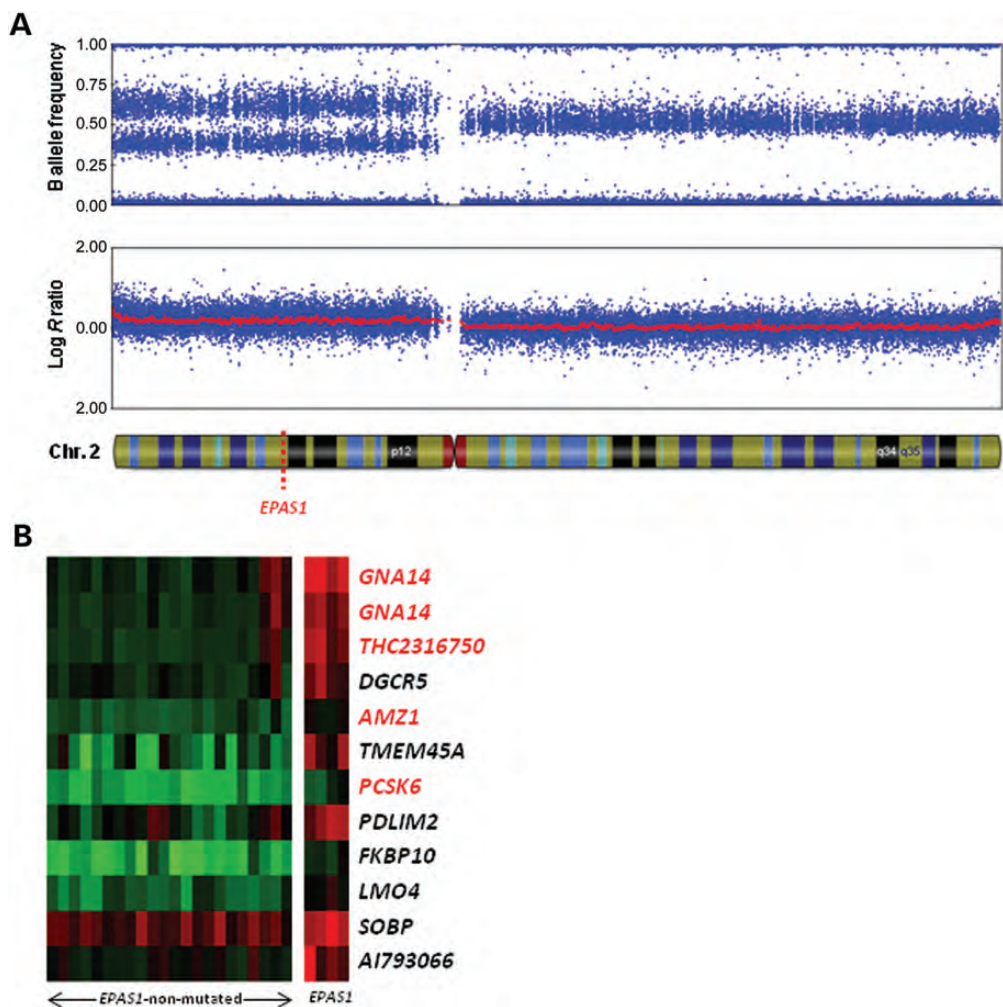 A
B allele frequency
1.00
0.75
0.50
0.25
0.00
Log R ratio
2.00
0.00
2.00
Chr. 2
p12
q34
q35
EPAS1
B
GNA14
GNA14
THC2316750
DGCR5
AMZ1
TMEM45A
PCSK6
PDLIM2
FKBP10
LMO4
SOBP
AI793066
EPAS1-non-mutated
EPAS1